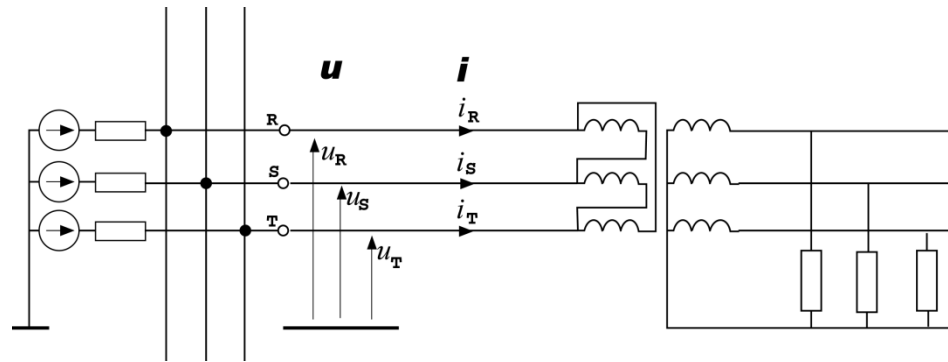 u i
R i_R
u_R
S i_S
u_S
T i_T
u_T